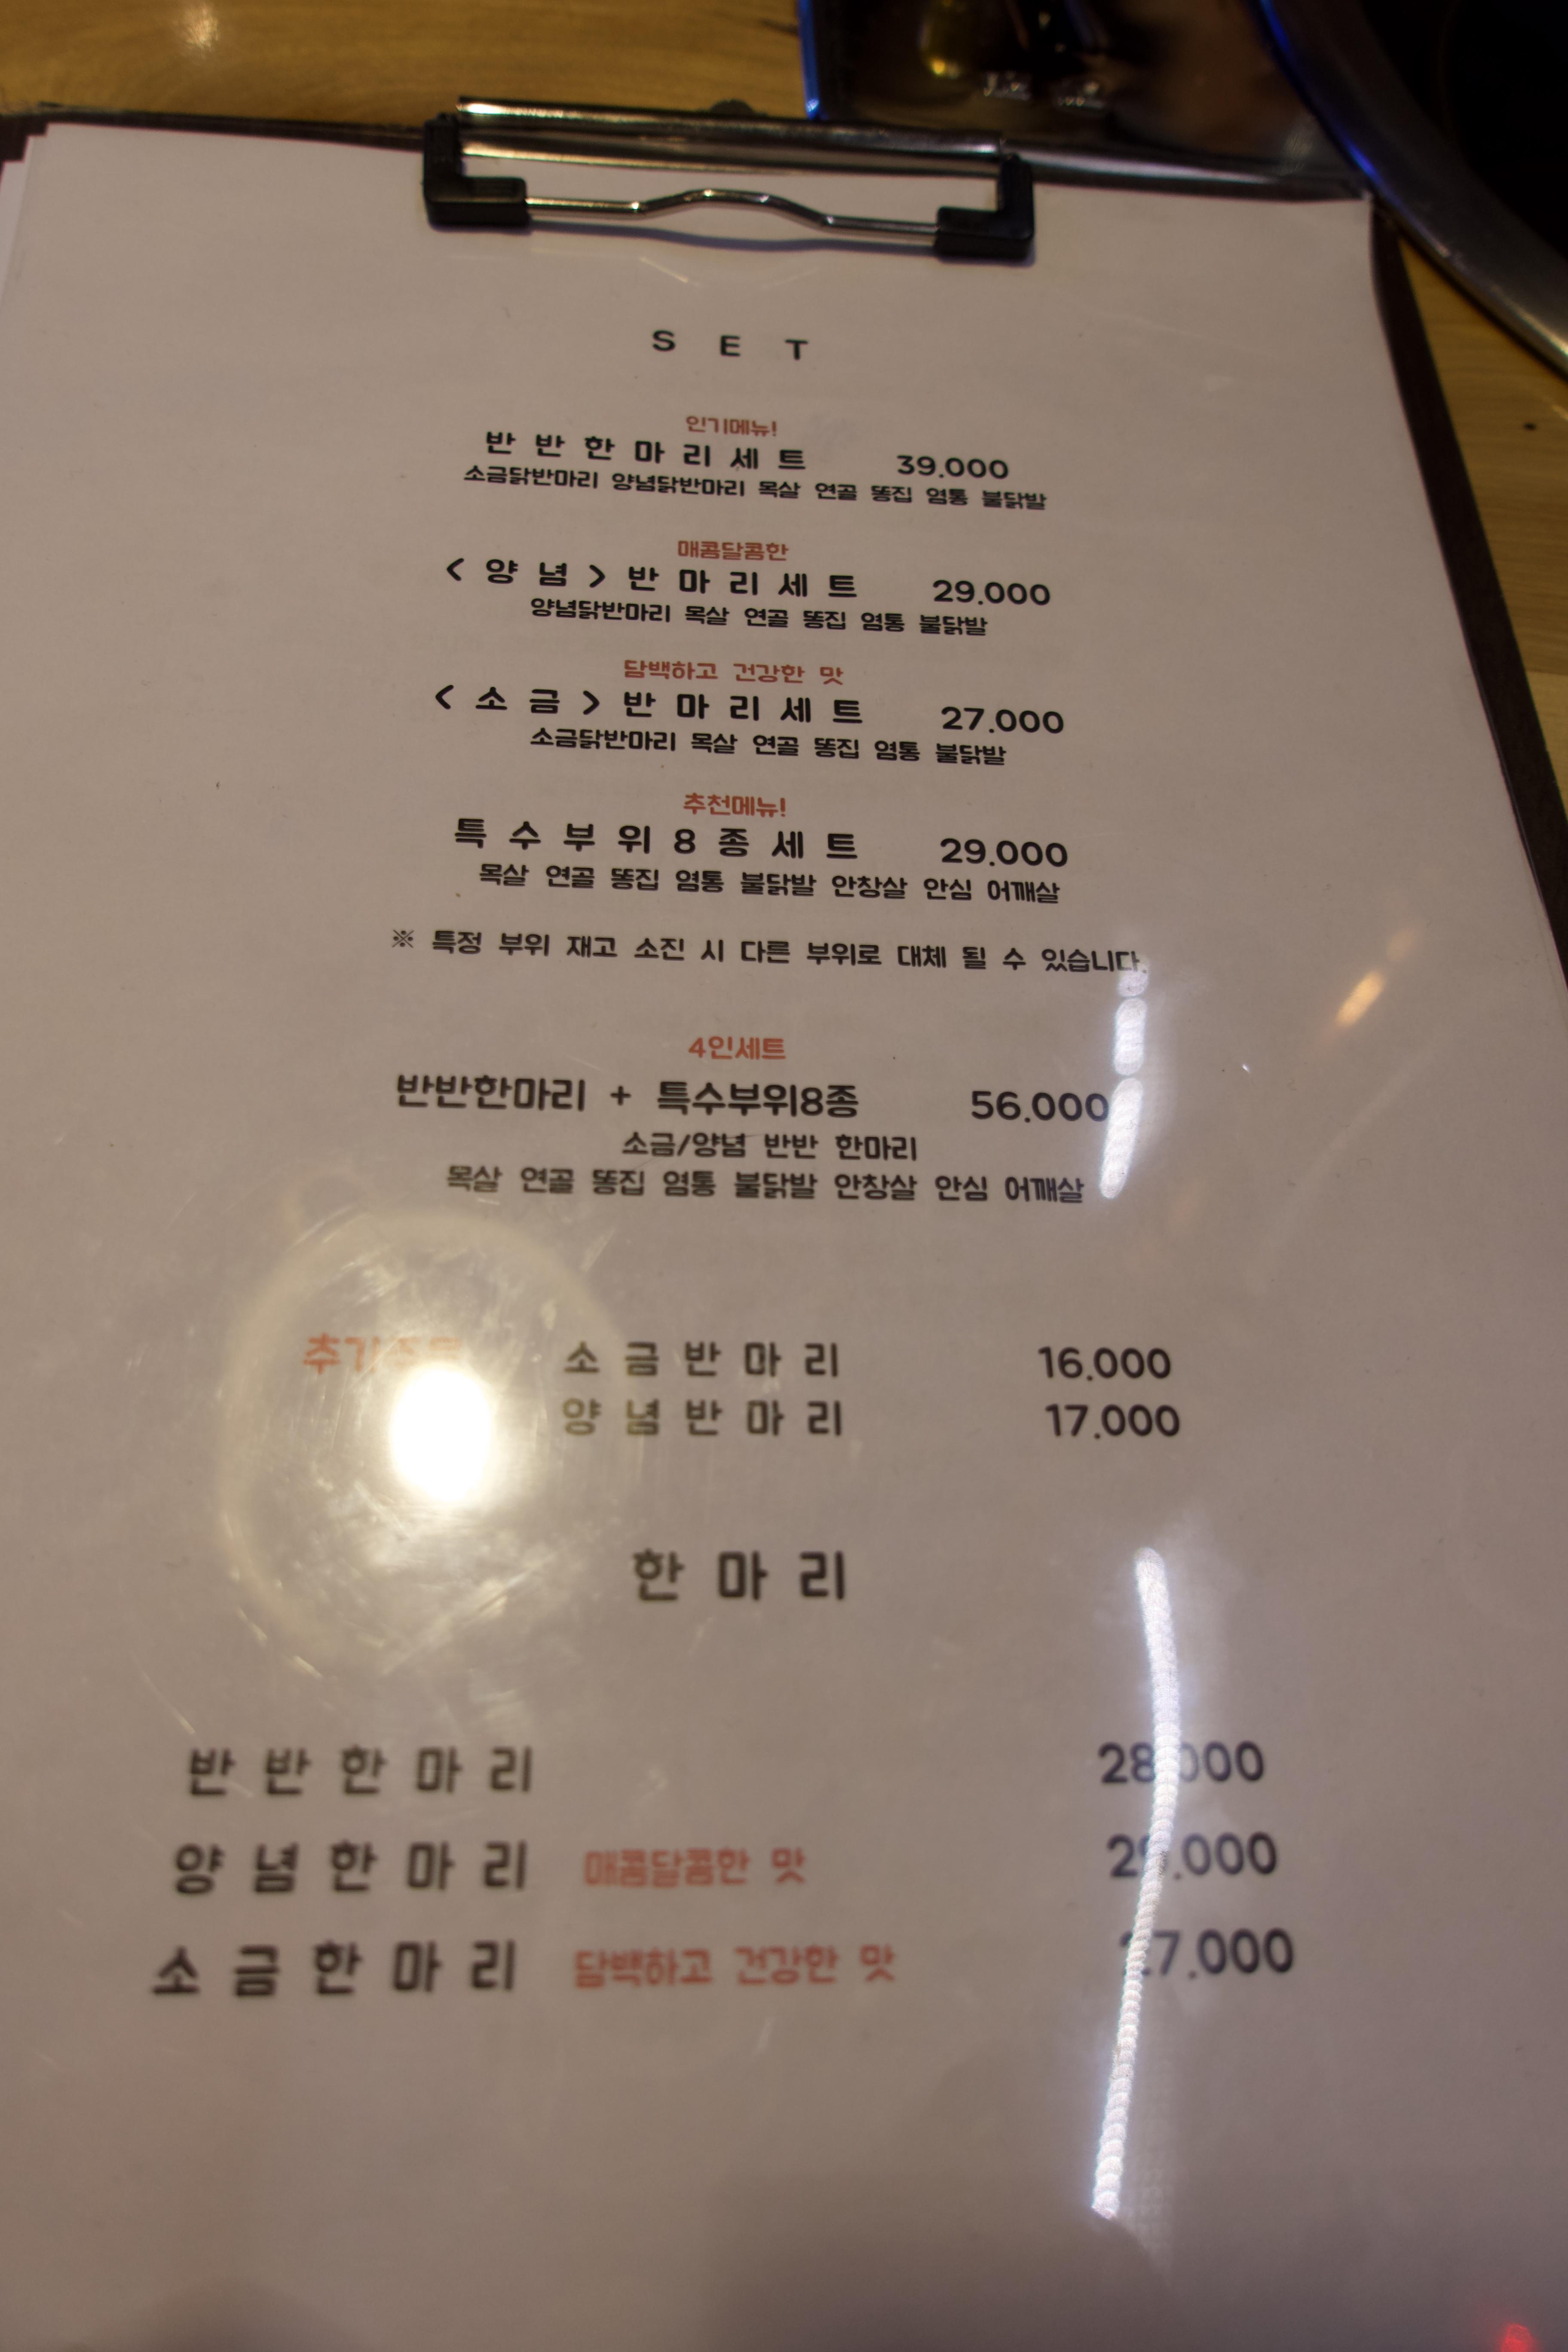 S E T
인기메뉴!
반 반 한 마 리 세 트 39.000
소금닭반마리 양념닭반마리 목살 연골 똥집 염통 불닭발
매콤달콤한
< 양 념 > 반 마 리 세 트 29.000
양념닭반마리 목살 연골 똥집 염통 불닭발
담백하고 건강한 맛
< 소 금 > 반 마 리 세 트 27.000
소금닭반마리 목살 연골 똥집 염통 불닭발
추천메뉴!
특 수 부 위 8 종 세 트 29.000
목살 연골 똥집 염통 불닭발 안창살 안심 어깨살
※ 특정 부위 재고 소진 시 다른 부위로 대체 될 수 있습니다.
4인세트
반반한마리 + 특수부위8종 56.000
소금/양념 반반 한마리
목살 연골 똥집 염통 불닭발 안창살 안심 어깨살
소 금 반 마 리 16.000
양 념 반 마 리 17.000
한 마 리
반 반 한 마 리 28.000
양 념 한 마 리 매콤달콤한 맛 29.000
소 금 한 마 리 담백하고 건강한 맛 27.000